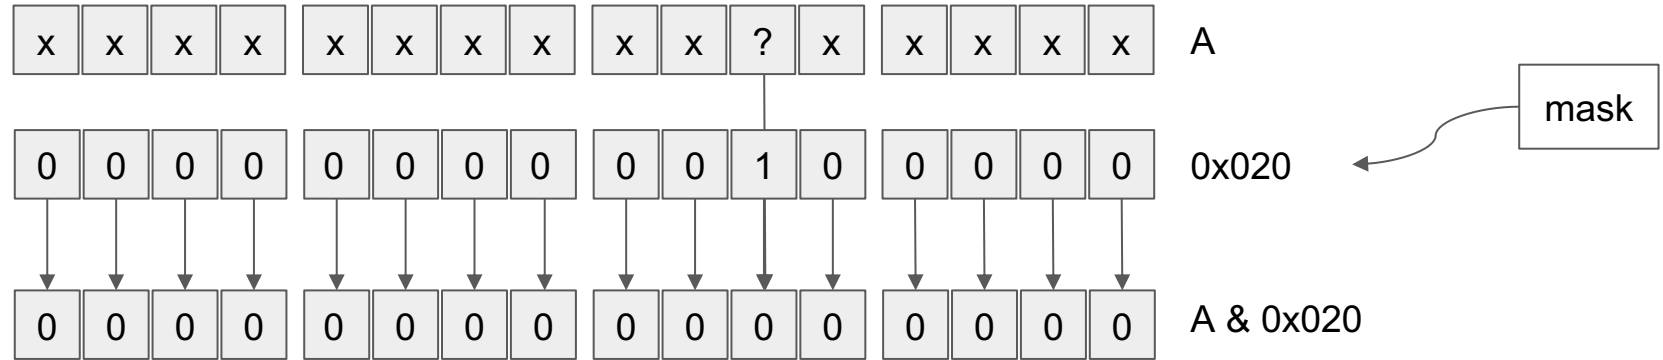 x x x x x x x x x x ? x x x x x A
mask
0 0 0 0 0 0 0 0 0 0 1 0 0 0 0 0 0x020
0 0 0 0 0 0 0 0 0 0 0 0 0 0 0 0 A & 0x020